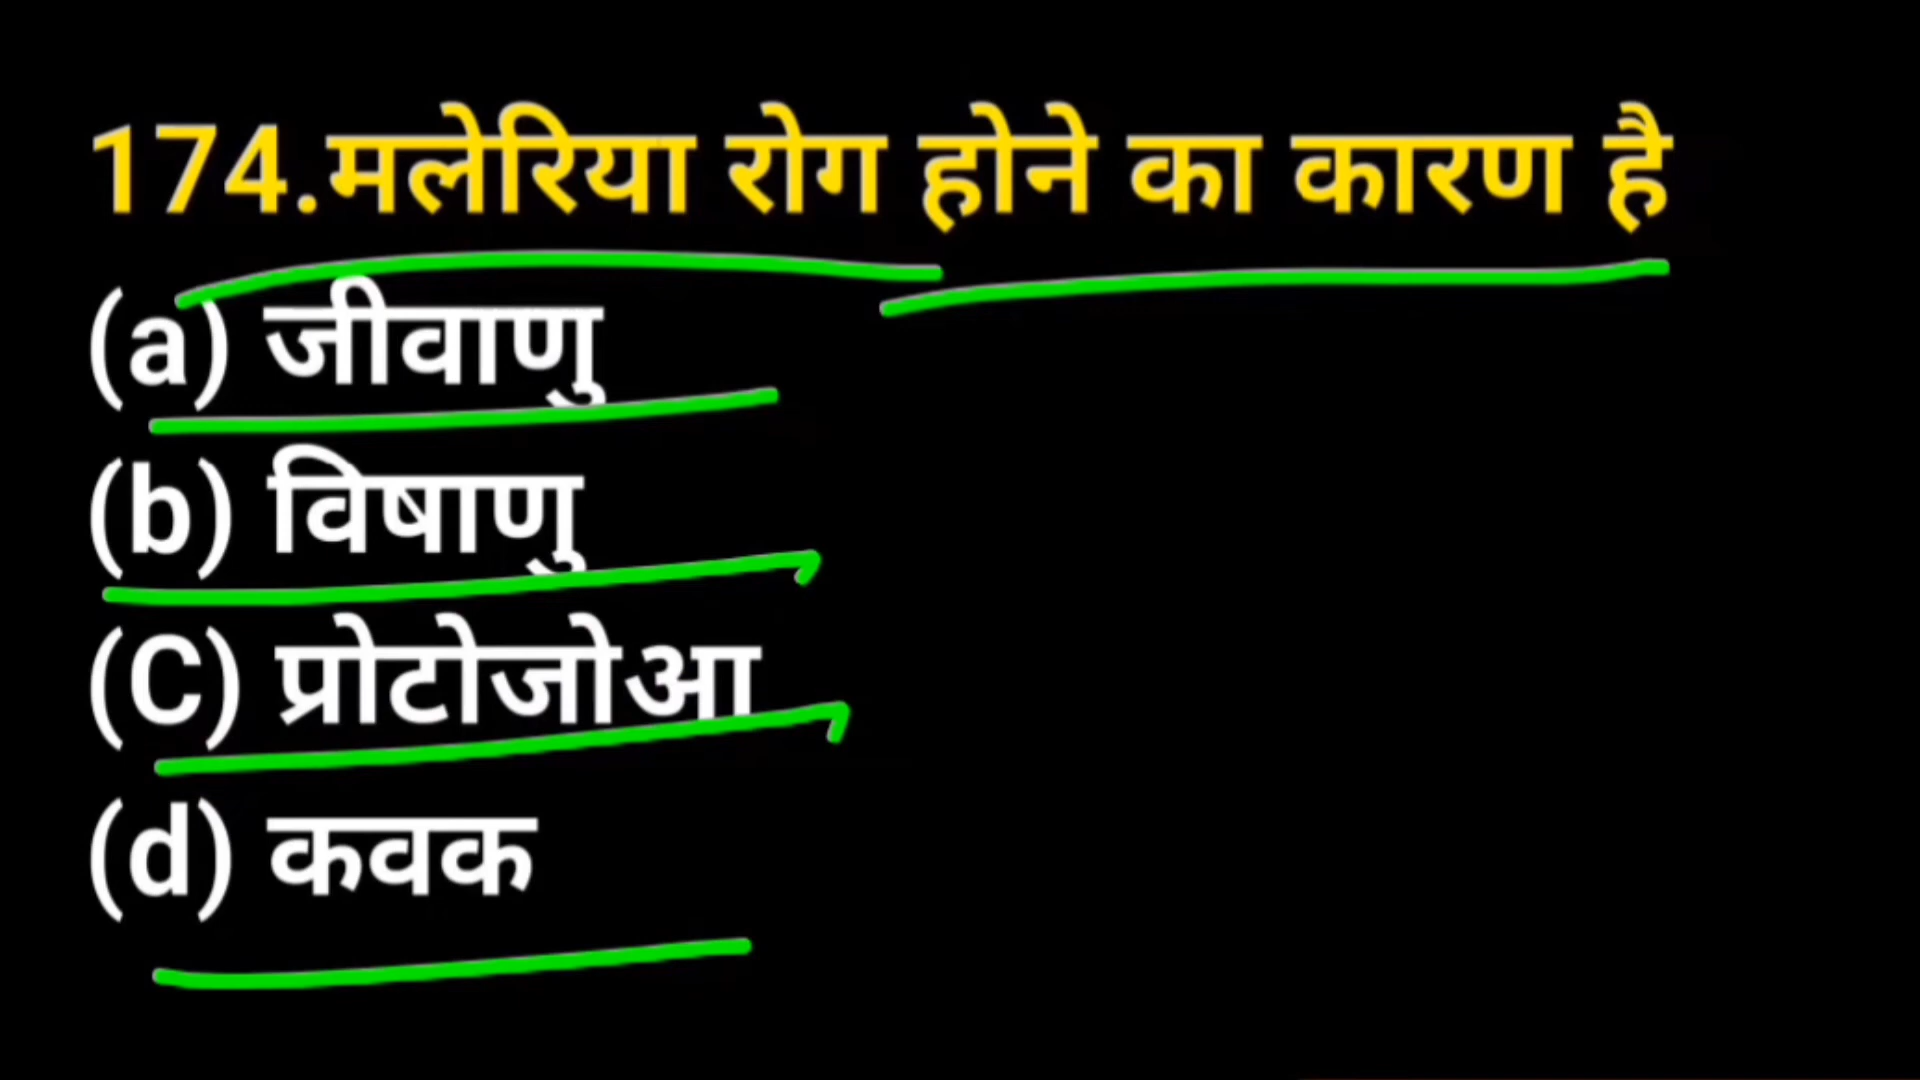 174.मलेरिया रोग होने का कारण है
(a) जीवाणु
(b) विषाणु
(C) प्रोटोजोआ
(d) कवक